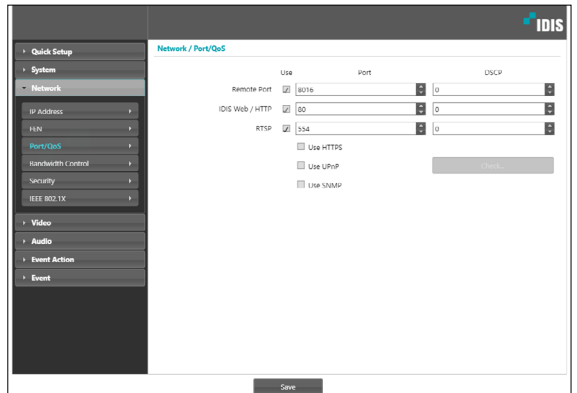 IDIS
Quick Setup
System
Network
IP Address
FEN
Port/QoS
Bandwidth Control
Security
IEEE 802.1X
Video
Audio
Event Action
Event
Network / Port/QoS
Use Port DSCP
Remote Port 8016 0
IDIS Web / HTTP 80 0
RTSP 554 0
Use HTTPS
Use UPnP Check...
Use SNMP
Save